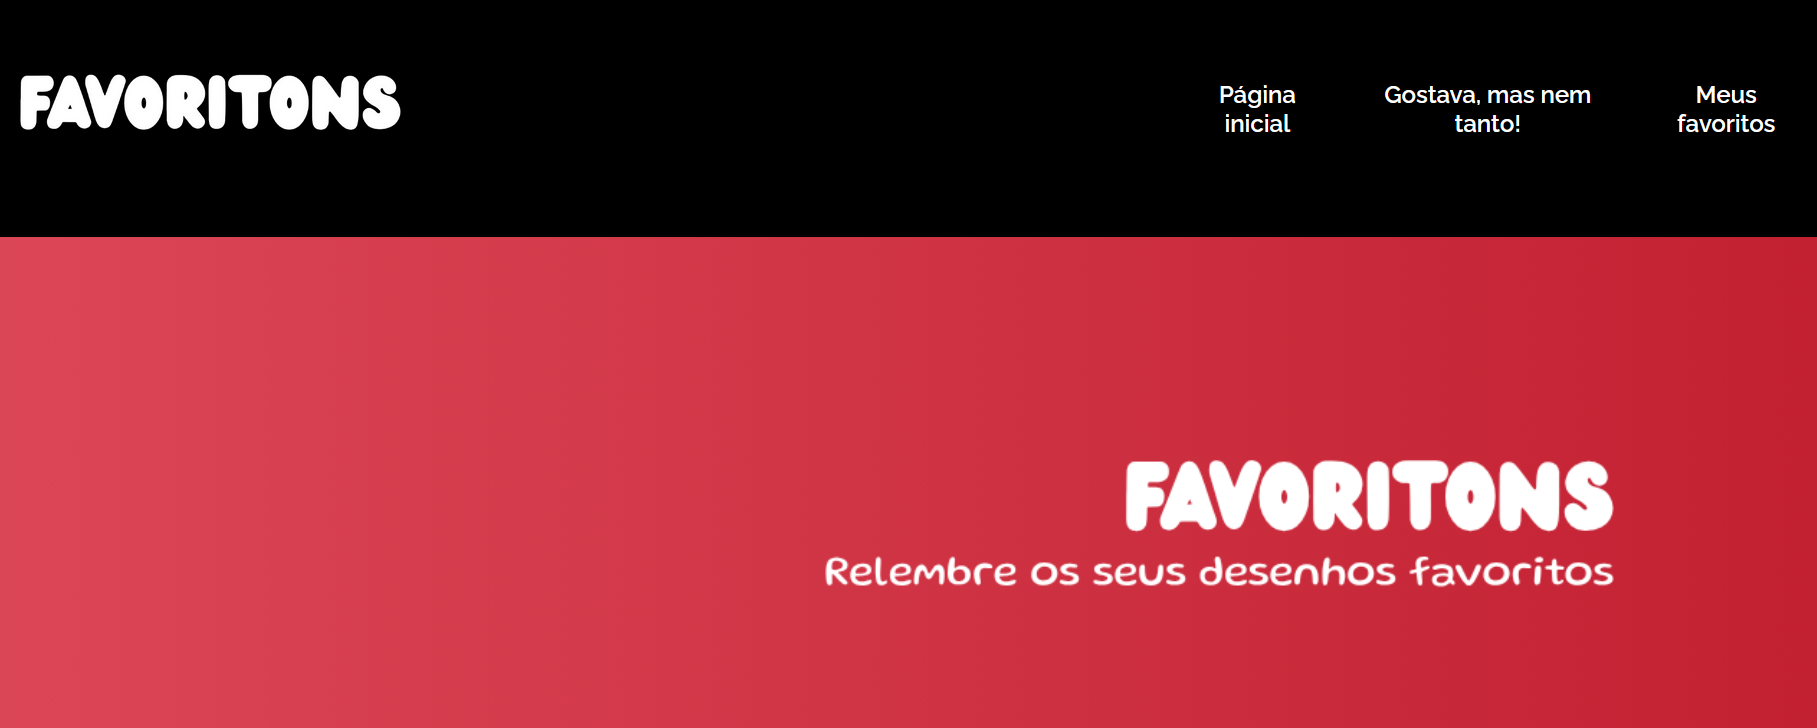 FAVORITONS
Página
inicial
Gostava, mas nem
tanto!
Meus
favoritos
FAVORITONS
Relembre os seus desenhos favoritos